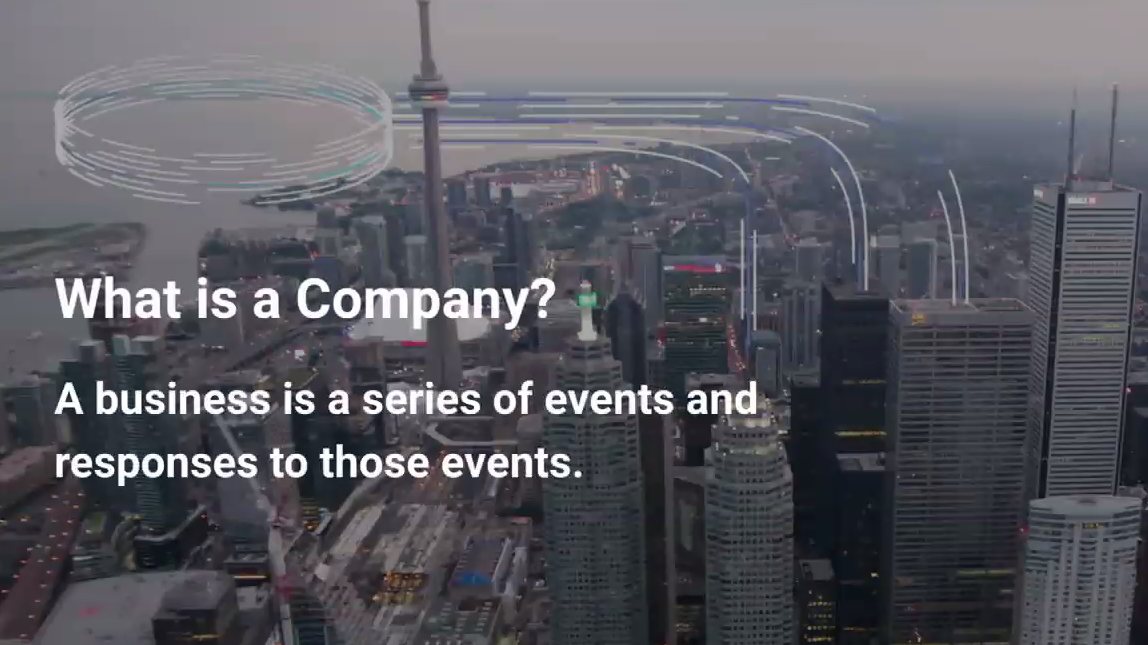 What is a Company?
A business is a series of events and
responses to those events.